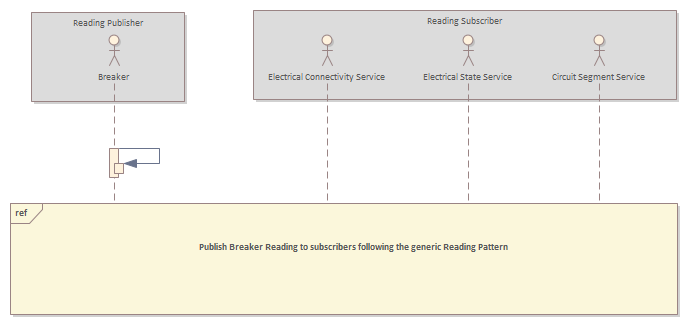 Reading Publisher
Reading Subscriber
Breaker
Electrical Connectivity Service
Electrical State Service
Circuit Segment Service
ref
Publish Breaker Reading to subscribers following the generic Reading Pattern